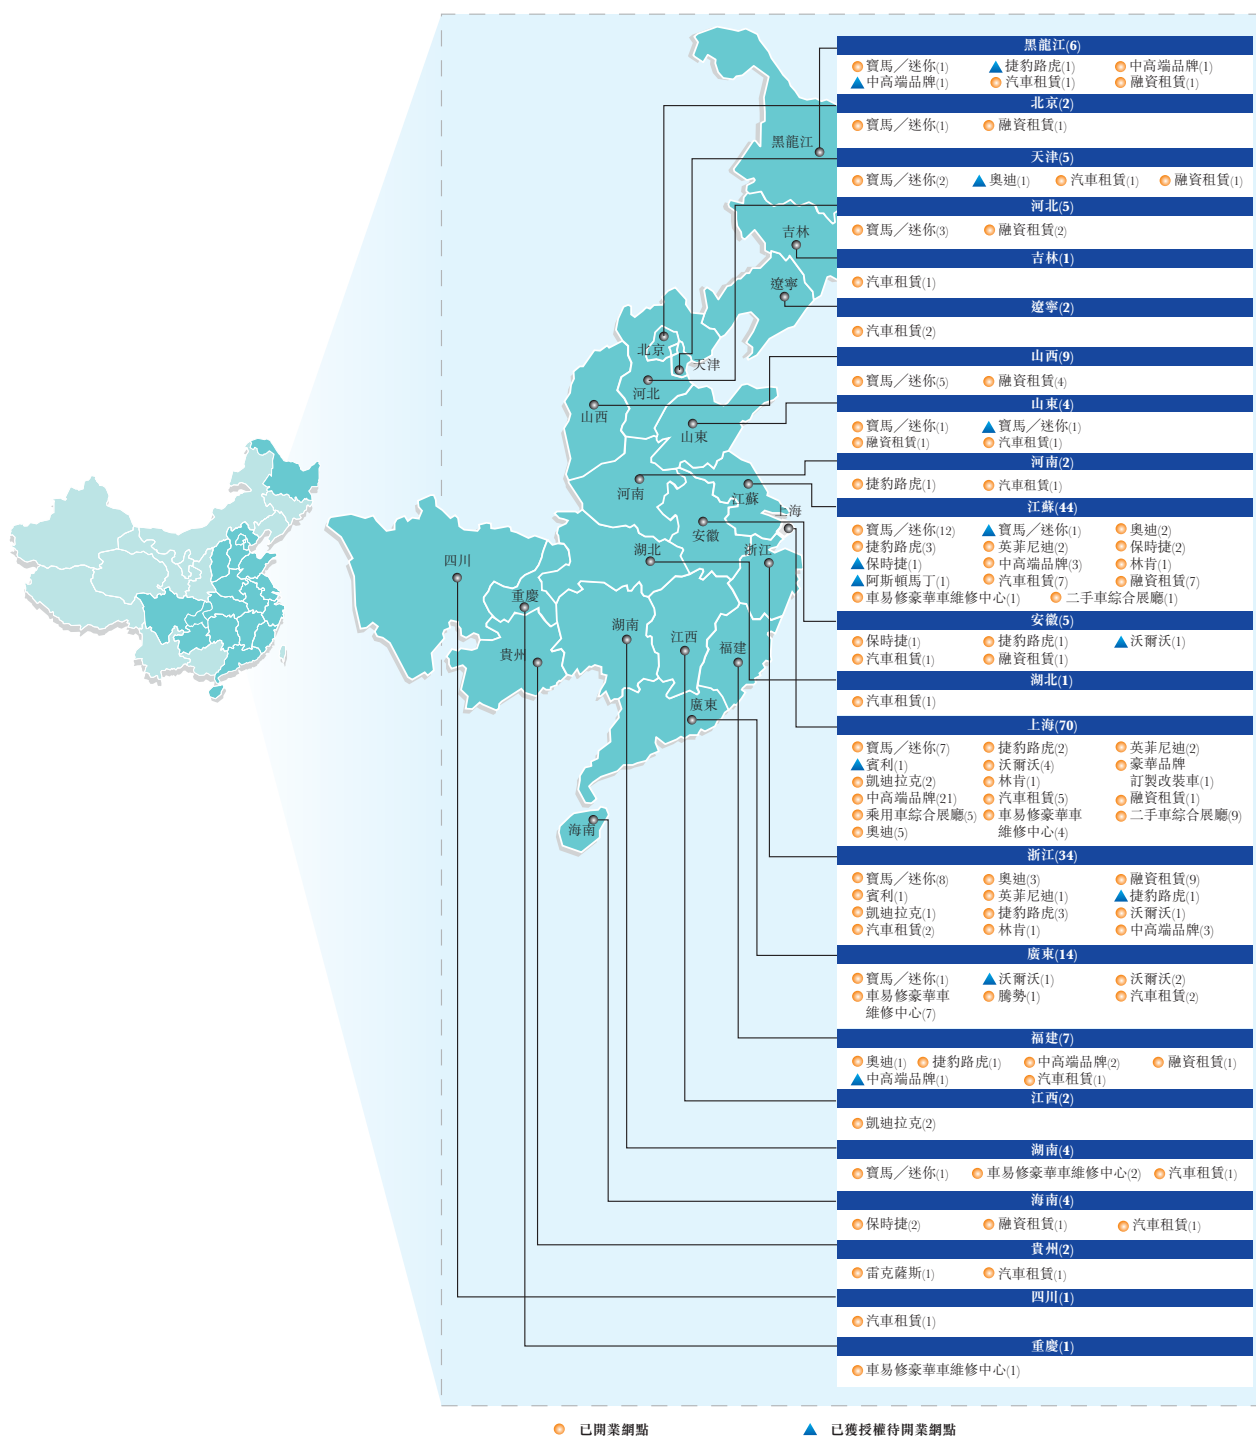 黑龍江(6)
寶馬／迷你(1) 捷豹路虎(1) 中高端品牌(1)
中高端品牌(1) 汽車租賃(1) 融資租賃(1)
北京(2)
寶馬／迷你(1) 融資租賃(1)
天津(5)
寶馬／迷你(2) 奧迪(1) 汽車租賃(1) 融資租賃(1)
河北(5)
寶馬／迷你(3) 融資租賃(2)
吉林(1)
汽車租賃(1)
遼寧(2)
汽車租賃(2)
山西(9)
寶馬／迷你(5) 融資租賃(4)
山東(4)
寶馬／迷你(1) 寶馬／迷你(1)
融資租賃(1) 汽車租賃(1)
河南(2)
捷豹路虎(1) 汽車租賃(1)
江蘇(44)
寶馬／迷你(12) 寶馬／迷你(1) 奧迪(2)
捷豹路虎(3) 英菲尼迪(2) 保時捷(2)
保時捷(1) 中高端品牌(3) 林肯(1)
阿斯頓馬丁(1) 汽車租賃(7) 融資租賃(7)
車易修豪華車維修中心(1) 二手車綜合展廳(1)
安徽(5)
保時捷(1) 捷豹路虎(1) 沃爾沃(1)
汽車租賃(1) 融資租賃(1)
湖北(1)
汽車租賃(1)
上海(70)
寶馬／迷你(7) 捷豹路虎(2) 英菲尼迪(2)
賓利(1) 沃爾沃(4) 豪華品牌
凱迪拉克(2) 林肯(1) 訂製改裝車(1)
中高端品牌(21) 汽車租賃(5) 融資租賃(1)
乘用車綜合展廳(5) 車易修豪華車 二手車綜合展廳(9)
奧迪(5) 維修中心(4)
浙江(34)
寶馬／迷你(8) 奧迪(3) 融資租賃(9)
賓利(1) 英菲尼迪(1) 捷豹路虎(1)
凱迪拉克(1) 捷豹路虎(3) 沃爾沃(1)
汽車租賃(2) 林肯(1) 中高端品牌(3)
廣東(14)
寶馬／迷你(1) 沃爾沃(1) 沃爾沃(2)
車易修豪華車 騰勢(1) 汽車租賃(2)
維修中心(7)
福建(7)
奧迪(1) 捷豹路虎(1) 中高端品牌(2) 融資租賃(1)
中高端品牌(1) 汽車租賃(1)
江西(2)
凱迪拉克(2)
湖南(4)
寶馬／迷你(1) 車易修豪華車維修中心(2) 汽車租賃(1)
海南(4)
保時捷(2) 融資租賃(1) 汽車租賃(1)
貴州(2)
雷克薩斯(1) 汽車租賃(1)
四川(1)
汽車租賃(1)
重慶(1)
車易修豪華車維修中心(1)
黑龍江
吉林
遼寧
北京
天津
河北
山西
山東
河南
江蘇
上海
安徽
湖北
浙江
四川
重慶
湖南
江西
福建
貴州
廣東
海南
已開業網點 已獲授權待開業網點